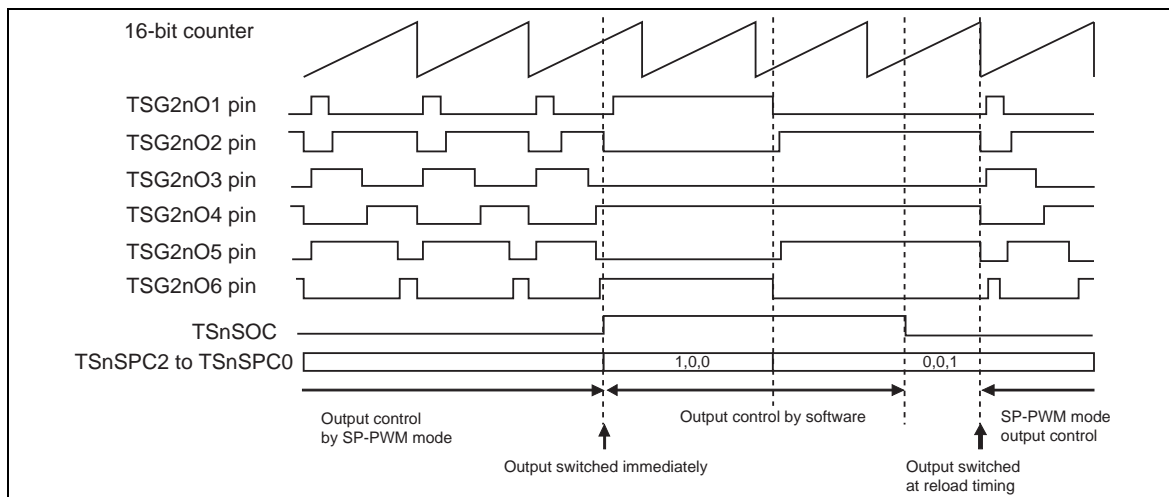 16-bit counter
TSG2nO1 pin
TSG2nO2 pin
TSG2nO3 pin
TSG2nO4 pin
TSG2nO5 pin
TSG2nO6 pin
TSnSOC
TSnSPC2 to TSnSPC0
1,0,0
0,0,1
Output control
by SP-PWM mode
Output control by software
SP-PWM mode
output control
Output switched immediately
Output switched
at reload timing